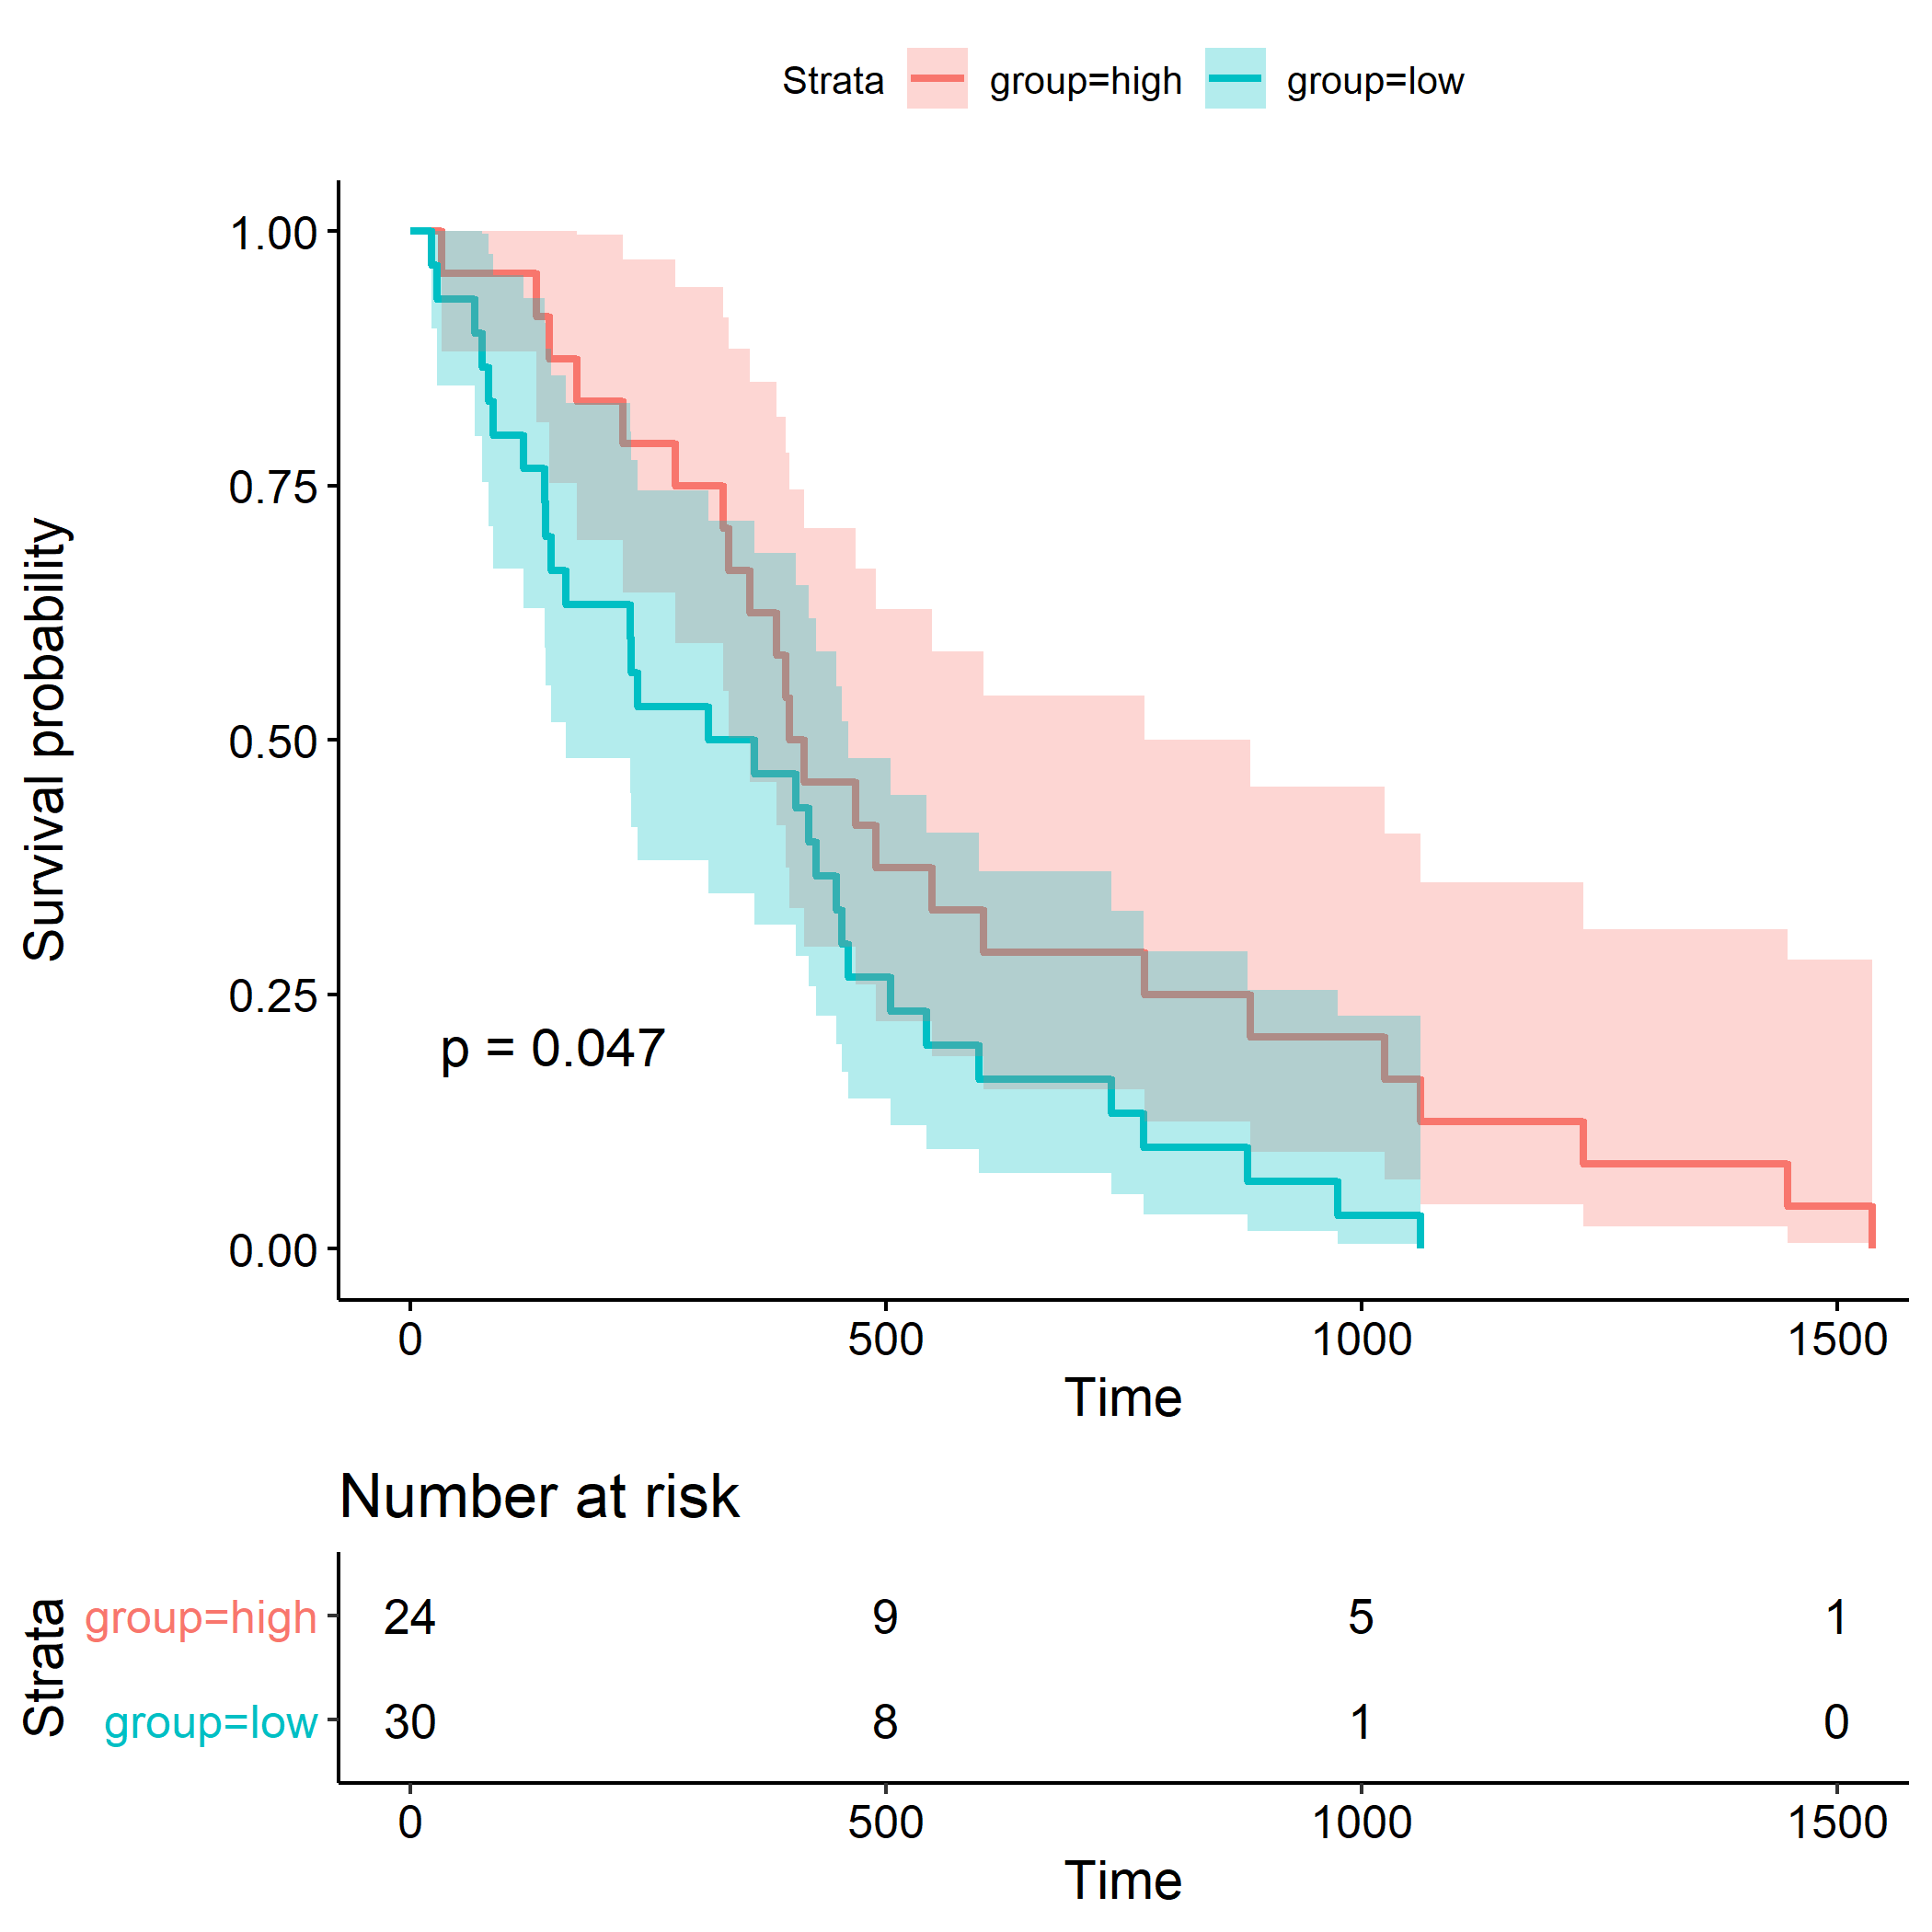 Strata group=high group=low
1.00
0.75
0.50
0.25
0.00
Survival probability
p = 0.047
0 500 1000 1500
Time
Number at risk
Strata
group=high 24 9 5 1
group=low 30 8 1 0
0 500 1000 1500
Time